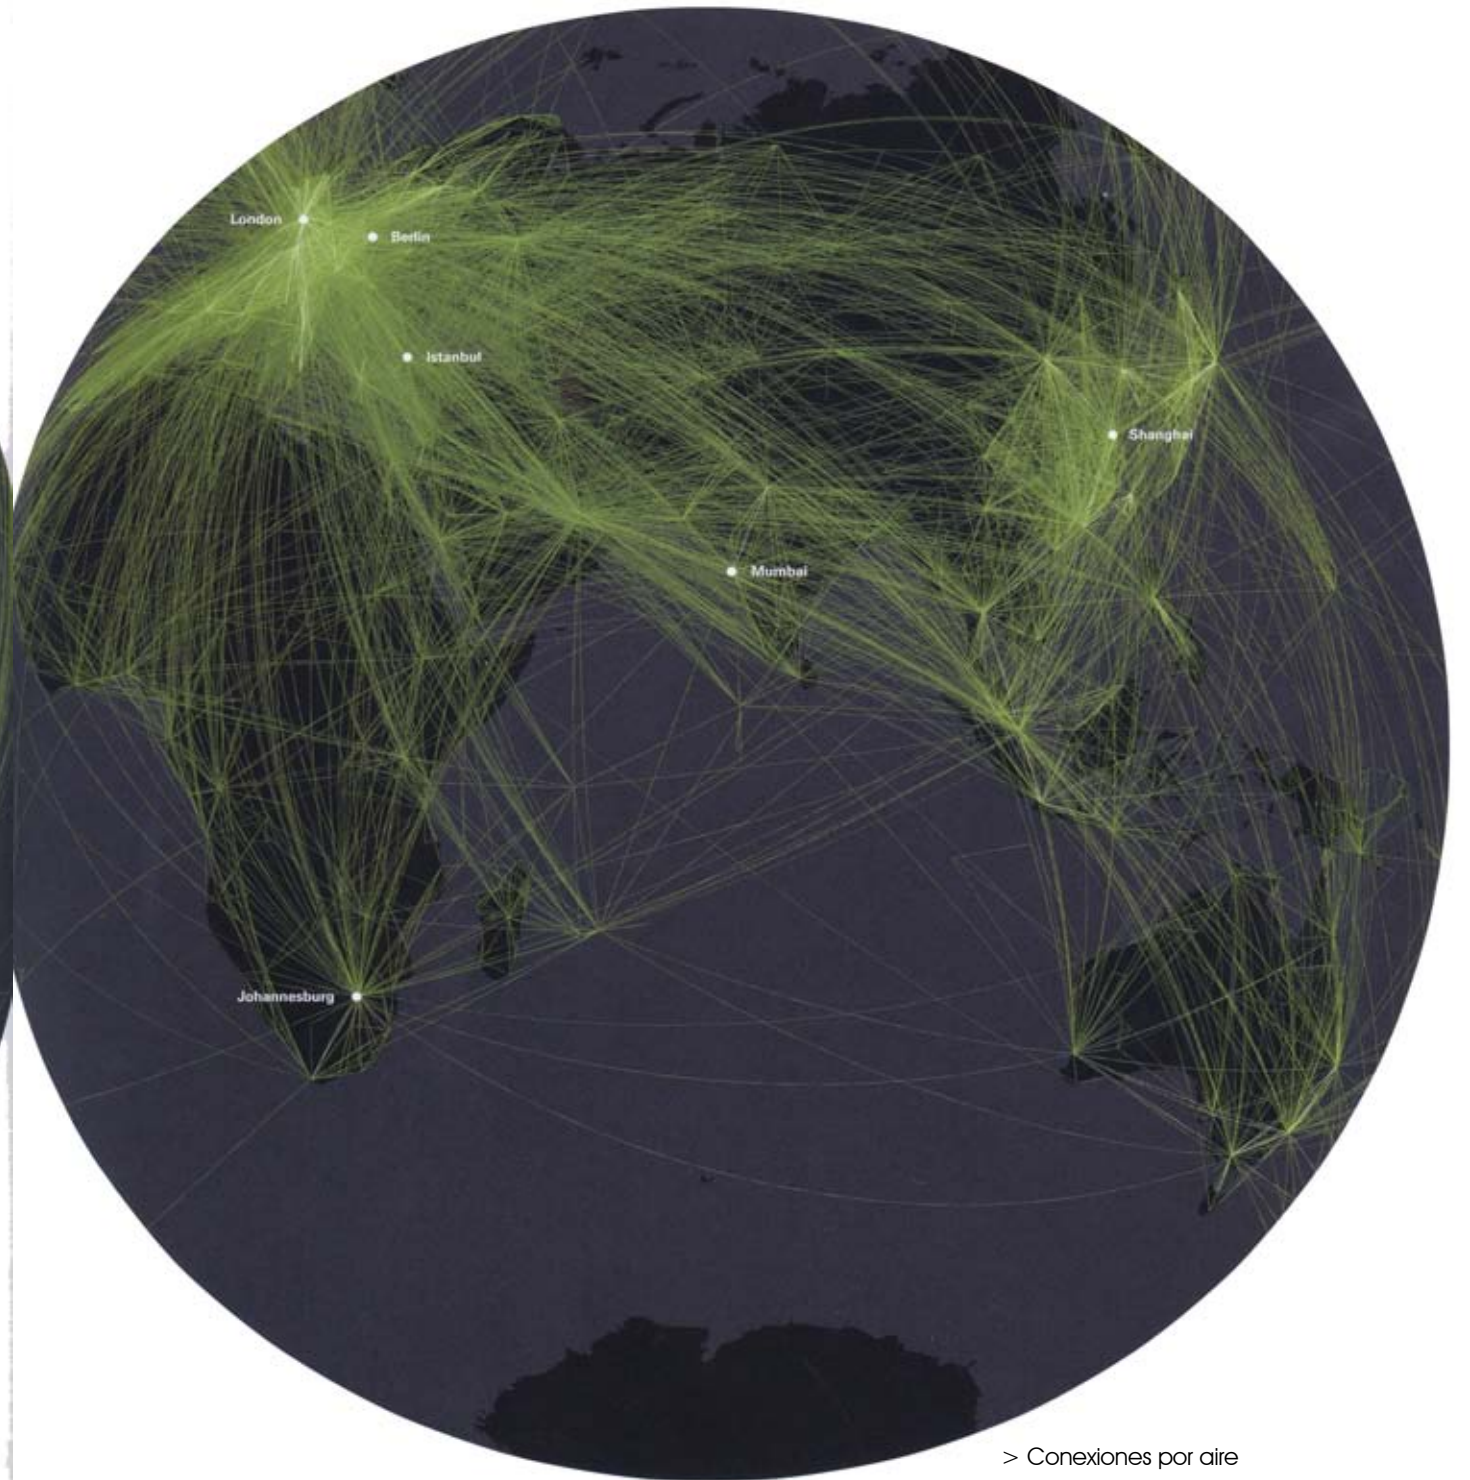 London
Berlin
Istanbul
Shanghai
Mumbai
Johannesburg
> Conexiones por aire